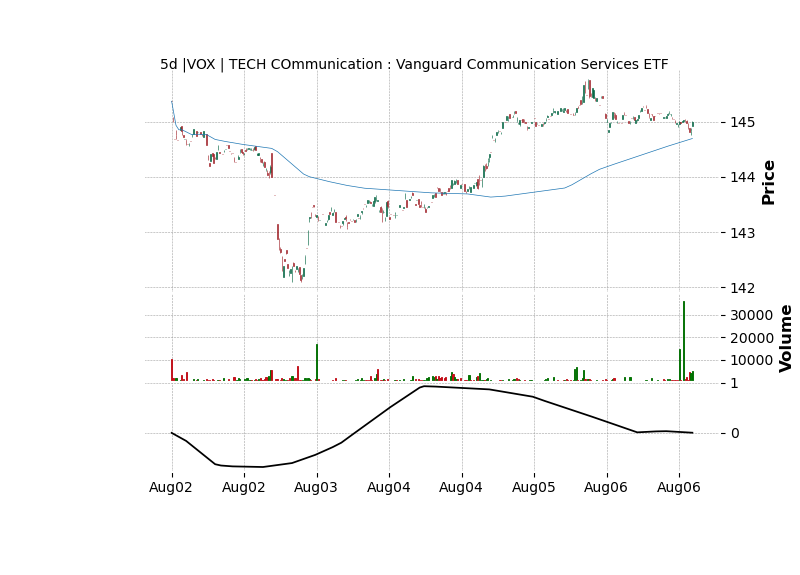 5d |VOX | TECH COmmunication : Vanguard Communication Services ETF
145
144
143
142
Price
30000
20000
10000
Volume
1
0
Aug02 Aug02 Aug03 Aug04 Aug04 Aug05 Aug06 Aug06